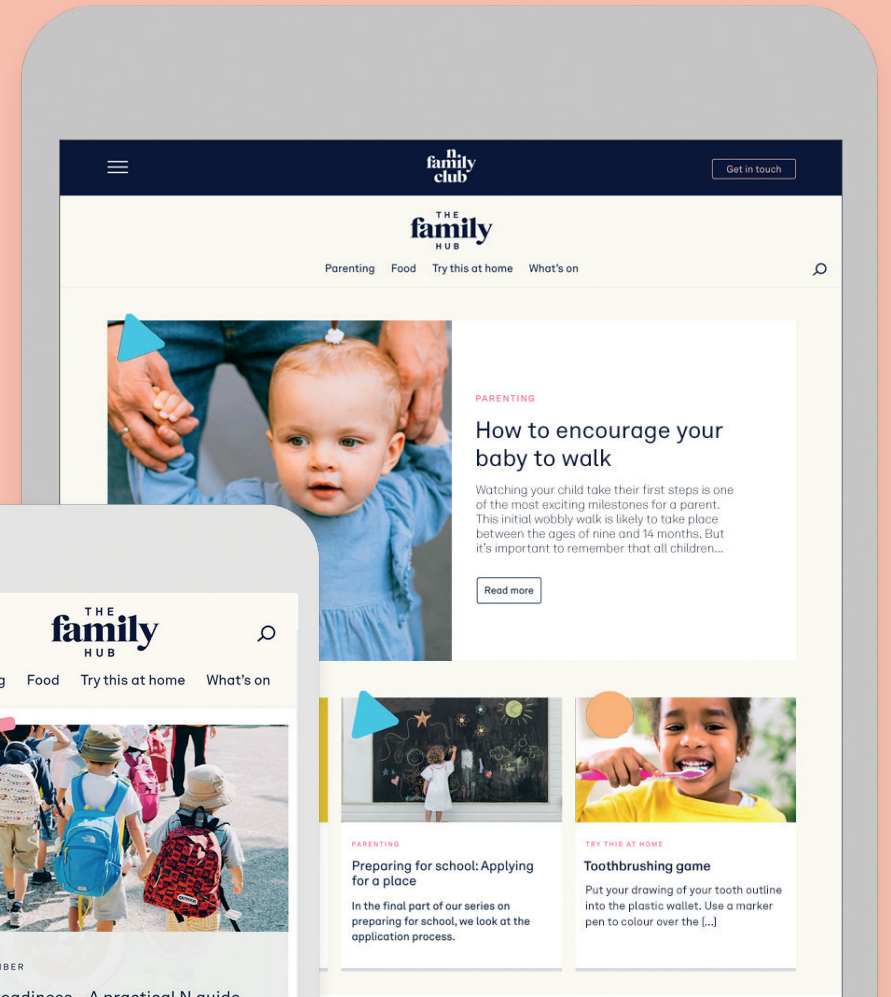 n
family
club
Get in touch
THE
family
HUB
Parenting Food Try this at home What's on
PARENTING
How to encourage your
baby to walk
Watching your child take their first steps is one
of the most exciting milestones for a parent.
This initial wobbly walk is likely to take place
between the ages of nine and 14 months. But
it's important to remember that all children...
Read more
PARENTING
Preparing for school: Applying
for a place
In the final part of our series on
preparing for school, we look at the
application process.
TRY THIS AT HOME
Toothbrushing game
Put your drawing of your tooth outline
into the plastic wallet. Use a marker
pen to colour over the [...]
THE
family
HUB
g Food Try this at home What's on
BER
A practical N guide